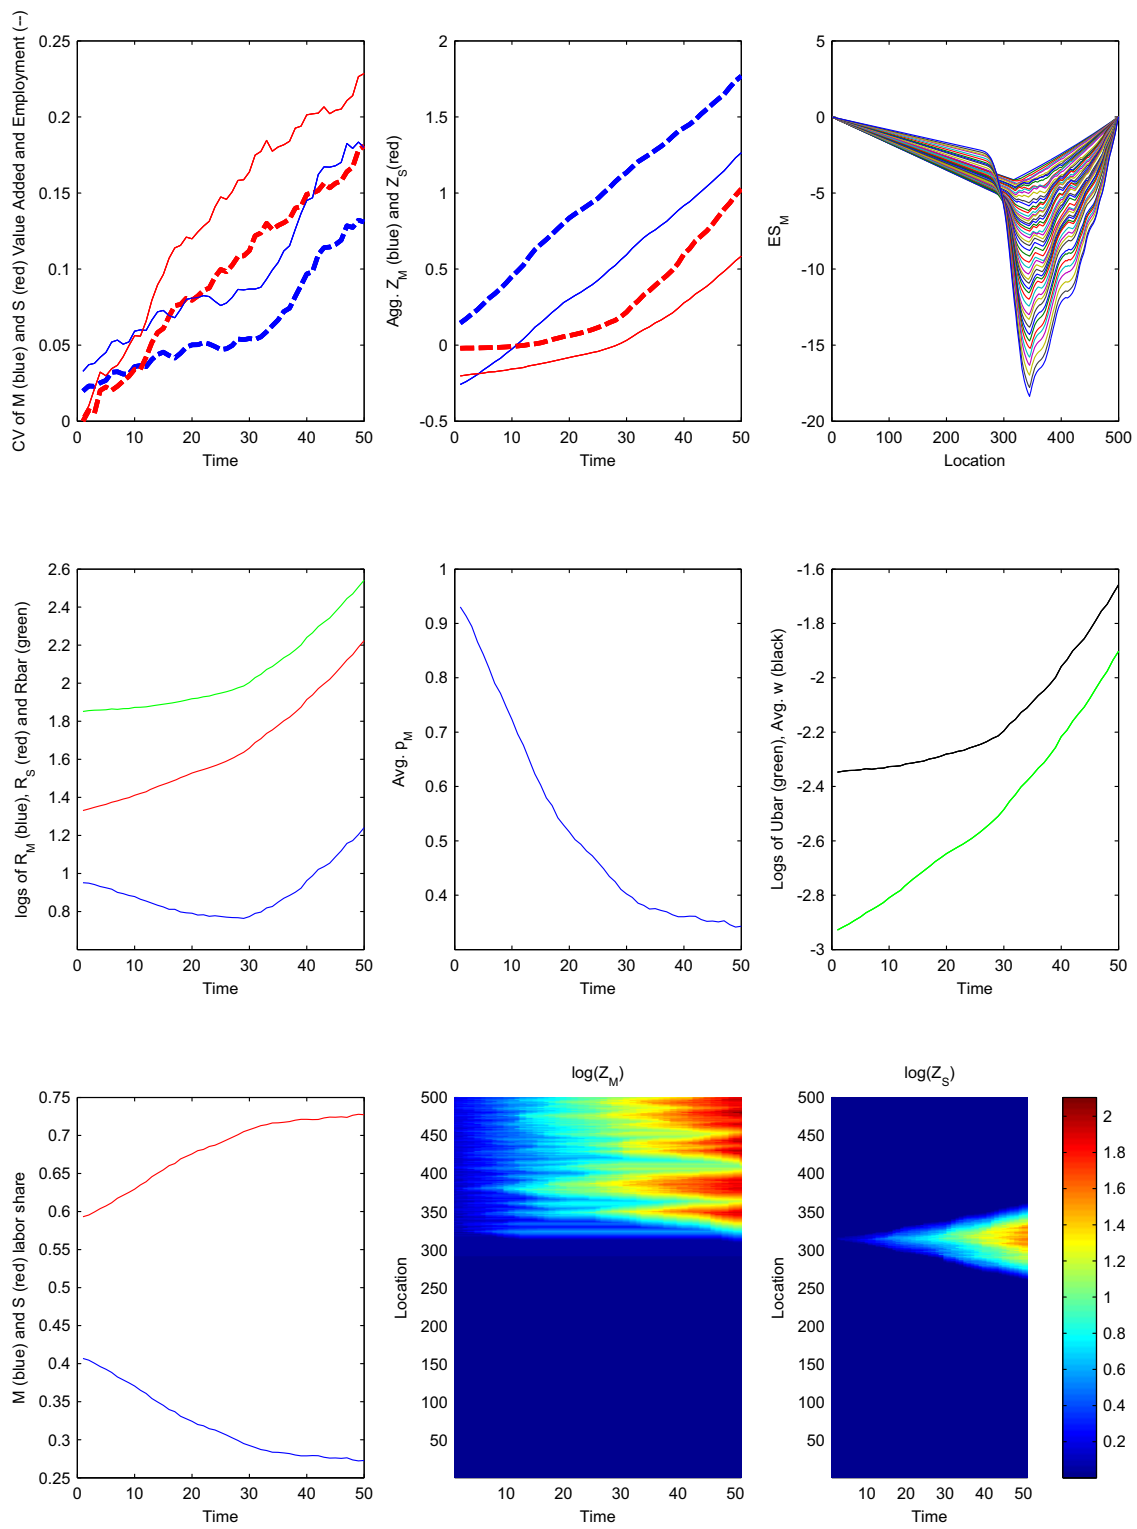 CV of M (blue) and S (red) Value Added and Employment (--)
0.25
0.2
0.15
0.1
0.05
0
0 10 20 30 40 50
Time
Agg. Z_M (blue) and Z_S(red)
2
1.5
1
0.5
0
-0.5
0 10 20 30 40 50
Time
ES_M
5
0
-5
-10
-15
-20
0 100 200 300 400 500
Location
logs of R_M (blue), R_S (red) and Rbar (green)
2.6
2.4
2.2
2
1.8
1.6
1.4
1.2
1
0.8
0 10 20 30 40 50
Time
Avg. p_M
1
0.9
0.8
0.7
0.6
0.5
0.4
0 10 20 30 40 50
Time
Logs of Ubar (green), Avg. w (black)
-1.6
-1.8
-2
-2.2
-2.4
-2.6
-2.8
-3
0 10 20 30 40 50
Time
M (blue) and S (red) labor share
0.75
0.7
0.65
0.6
0.55
0.5
0.45
0.4
0.35
0.3
0.25
0 10 20 30 40 50
Time
log(Z_M)
Location
500
450
400
350
300
250
200
150
100
50
10 20 30 40 50
Time
log(Z_S)
Location
500
450
400
350
300
250
200
150
100
50
10 20 30 40 50
Time
2
1.8
1.6
1.4
1.2
1
0.8
0.6
0.4
0.2